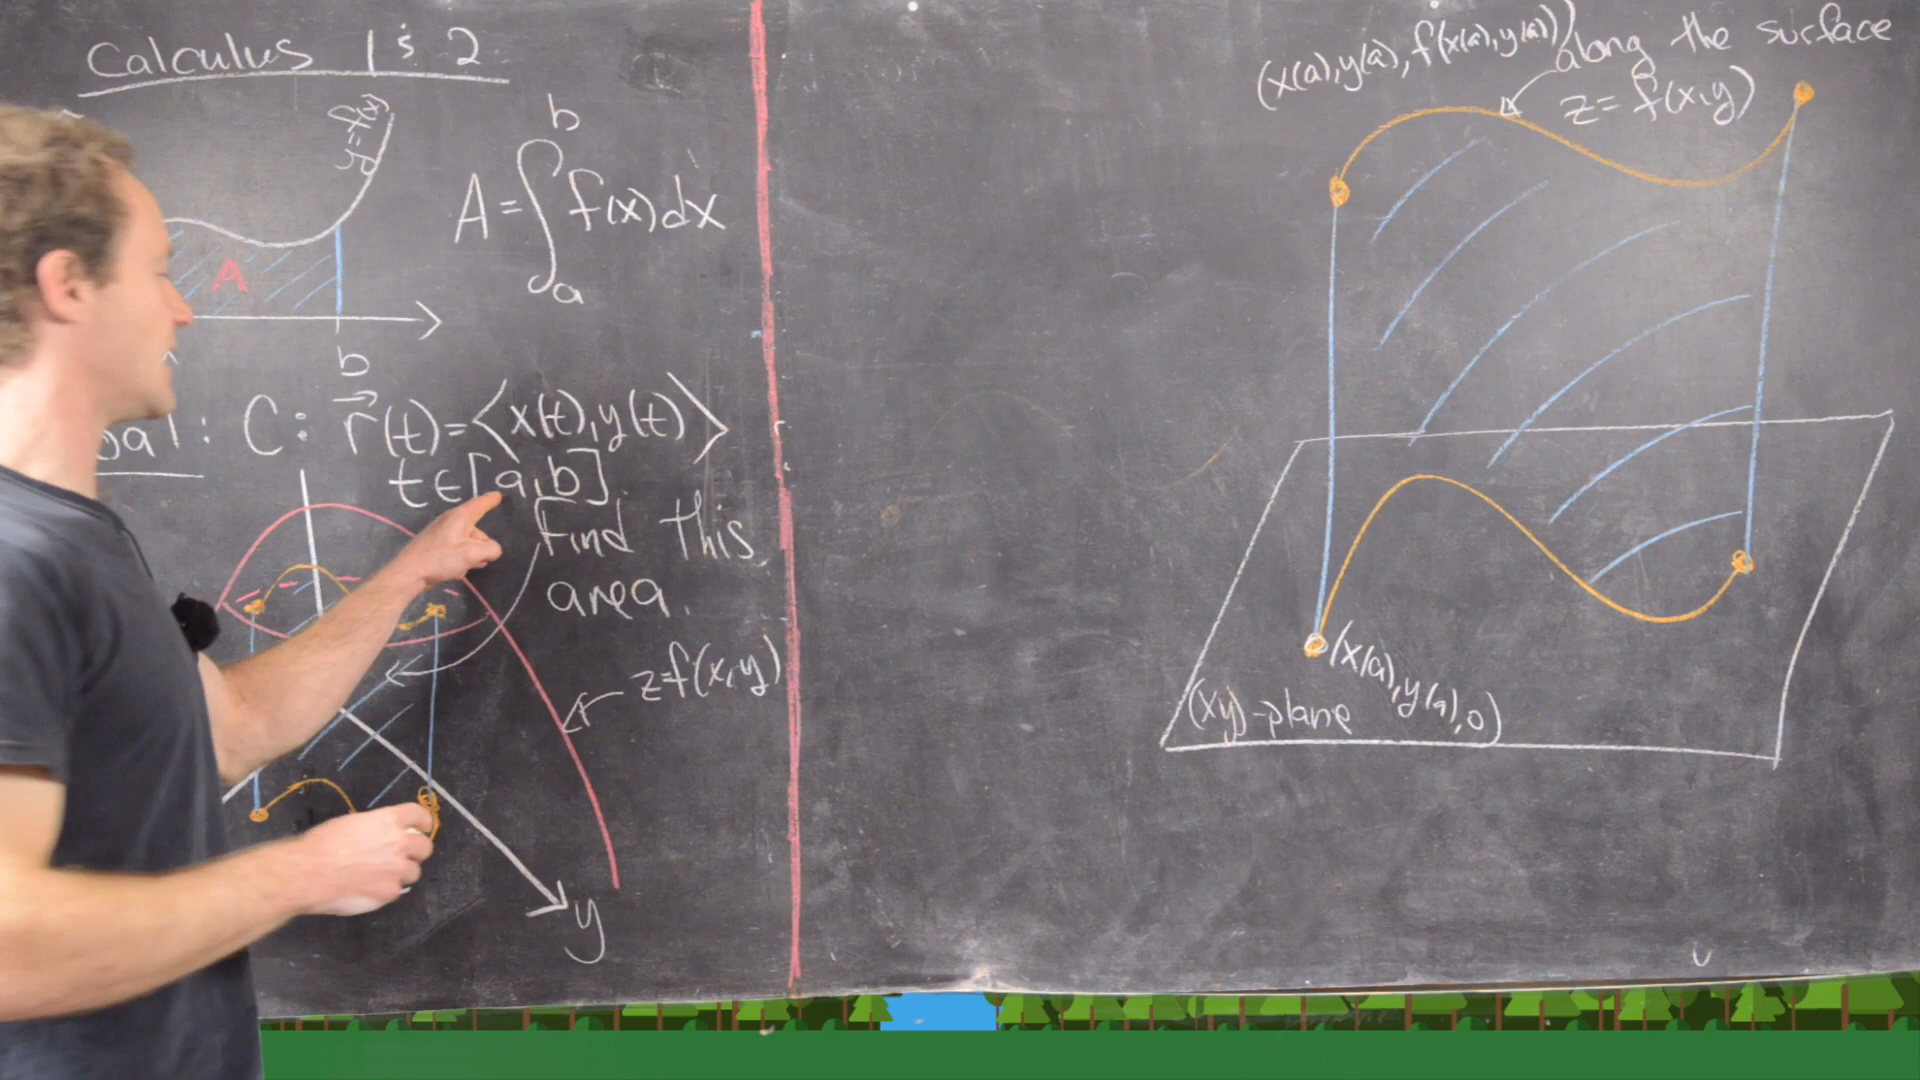 Calculus 1 & 2
y=f(x)
A = ∫_a^b f(x)dx
A
b
C: r⃗(t)=⟨x(t),y(t)⟩
t∈[a,b].
find this
area.
z=f(x,y)
y
(x(a),y(a),f(x(a),y(a)))
along the surface
z=f(x,y)
(x(a),y(a),0)
(xy)-plane